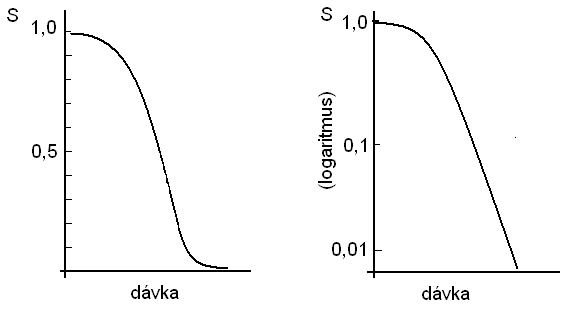 S
1,0
0,5
dávka
S
1,0
(logaritmus)
0,1
0,01
dávka